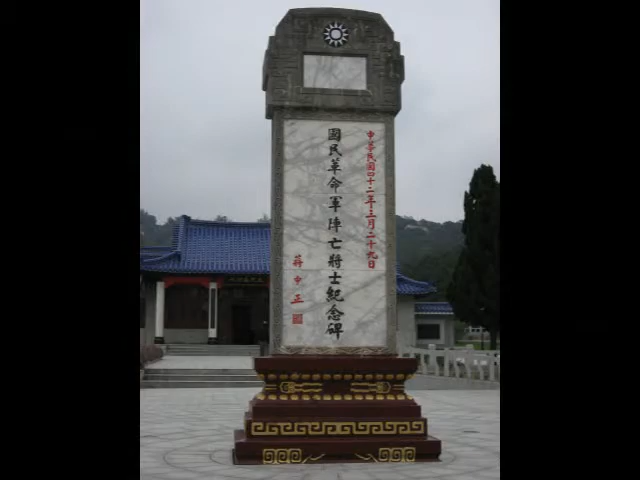 中華民國四十二年三月二十九日
國民革命軍陣亡將士紀念碑
蔣中正